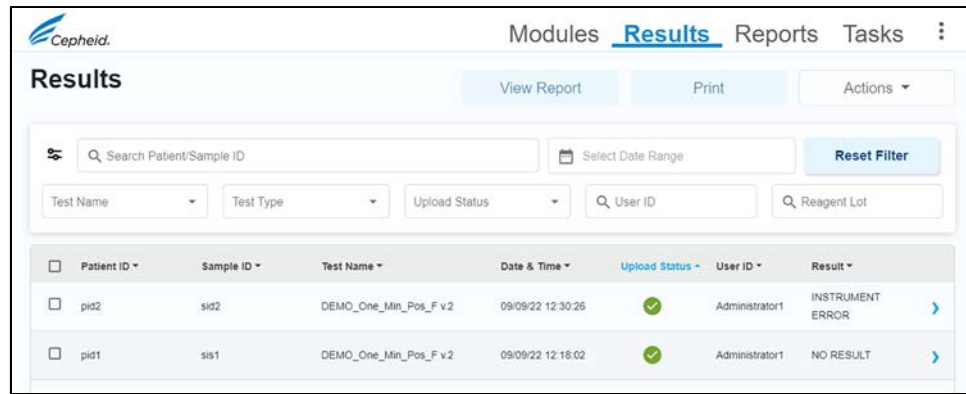 Cepheid.
Modules Results Reports Tasks
Results
View Report Print Actions
Search Patient/Sample ID Select Date Range Reset Filter
Test Name Test Type Upload Status User ID Reagent Lot
Patient ID Sample ID Test Name Date & Time Upload Status User ID Result
pid2 sid2 DEMO_One_Min_Pos_F v.2 09/09/22 12:30:26 Administrator1 INSTRUMENT
ERROR
pid1 sis1 DEMO_One_Min_Pos_F v.2 09/09/22 12:18:02 Administrator1 NO RESULT